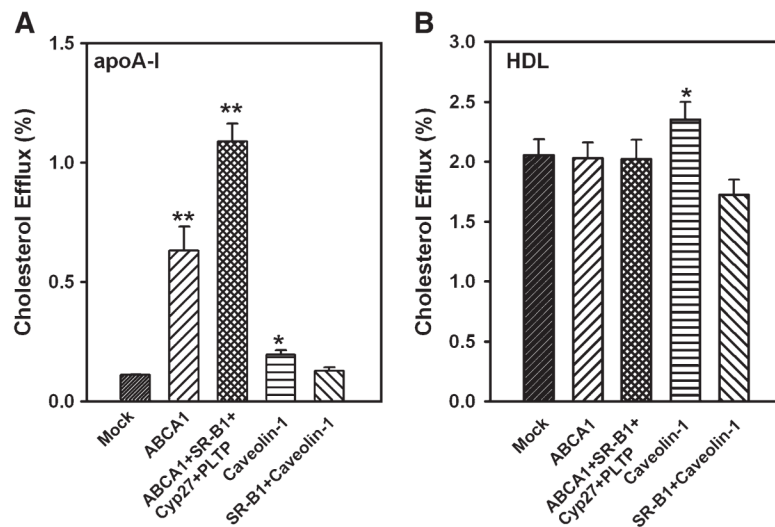 A
apoA-I
Cholesterol Efflux (%)
1.5
1.0
0.5
0.0
**
**
*
Mock
ABCA1
ABCA1+SR-B1+
Cyp27+PLTP
Caveolin-1
SR-B1+Caveolin-1
B
HDL
Cholesterol Efflux (%)
3.0
2.5
2.0
1.5
1.0
0.5
0.0
*
Mock
ABCA1
ABCA1+SR-B1+
Cyp27+PLTP
Caveolin-1
SR-B1+Caveolin-1